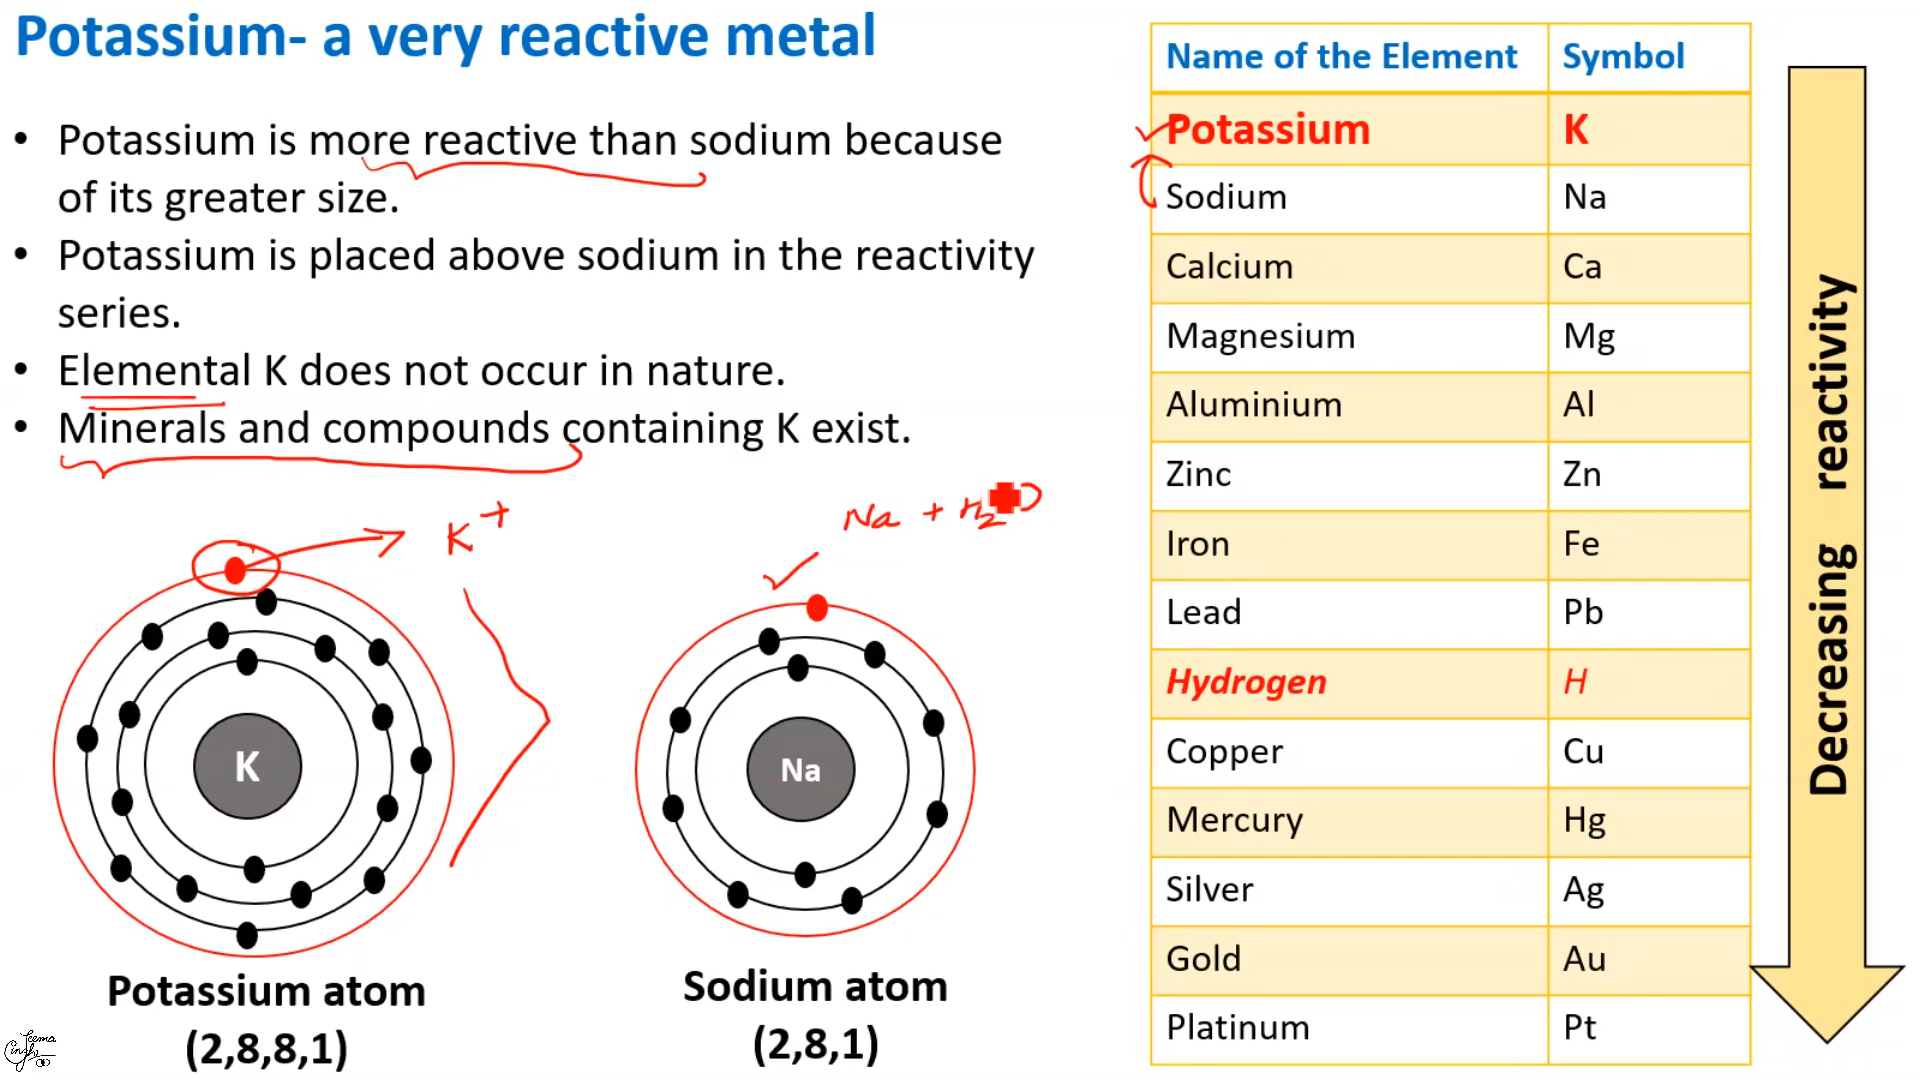 Potassium- a very reactive metal
• Potassium is more reactive than sodium because
of its greater size.
• Potassium is placed above sodium in the reactivity
series.
• Elemental K does not occur in nature.
• Minerals and compounds containing K exist.
K+
Na + H2O
K
Potassium atom
(2,8,8,1)
Na
Sodium atom
(2,8,1)
Name of the Element Symbol
Potassium K
Sodium Na
Calcium Ca
Magnesium Mg
Aluminium Al
Zinc Zn
Iron Fe
Lead Pb
Hydrogen H
Copper Cu
Mercury Hg
Silver Ag
Gold Au
Platinum Pt
Decreasing reactivity